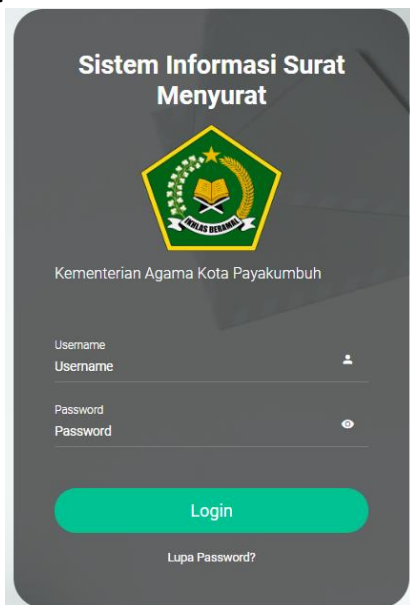 Sistem Informasi Surat
Menyurat
IKHLAS BERAMAL
Kementerian Agama Kota Payakumbuh
Username
Username
Password
Password
Login
Lupa Password?